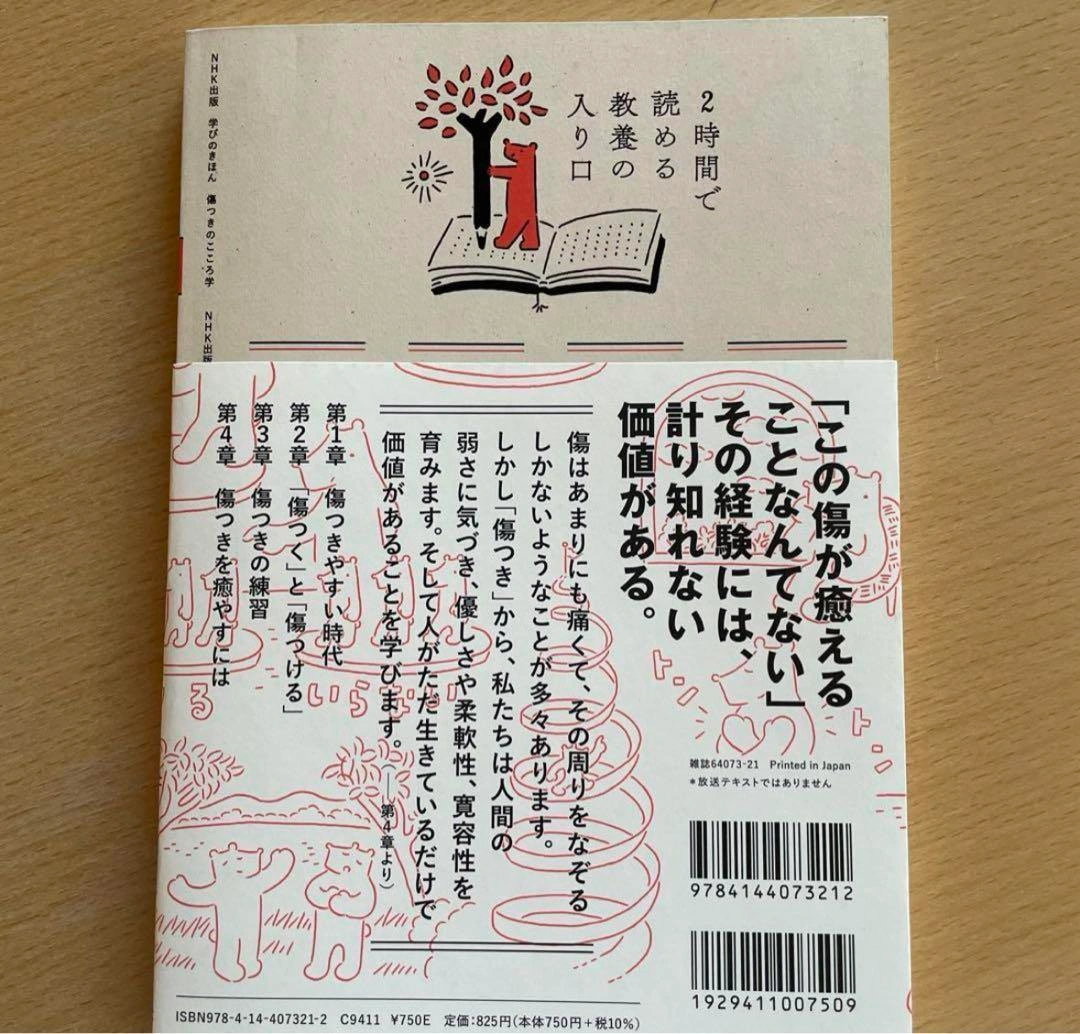 NHK出版 学びのきほん 傷つきのこころ学
NHK出版
2時間で
読める
教養の
入り口
「この傷が癒える
ことなんてない」
その経験には、
計り知れない
価値がある。
傷はあまりにも痛くて、その周りをなぞる
しかないようなことが多々あります。
しかし「傷つき」から、私たちは人間の
弱さに気づき、優しさや柔軟性、寛容性を
育みます。そして人がただ生きているだけで
価値があることを学びます。――第4章より)
第1章 傷つきやすい時代
第2章 「傷つく」と「傷つける」
第3章 傷つきの練習
第4章 傷つきを癒やすには
トントン
雑誌64073-21 Printed in Japan
*放送テキストではありません
9784144073212
1929411007509
ISBN978-4-14-407321-2 C9411 ¥750E 定価:825円(本体750円+税10%)